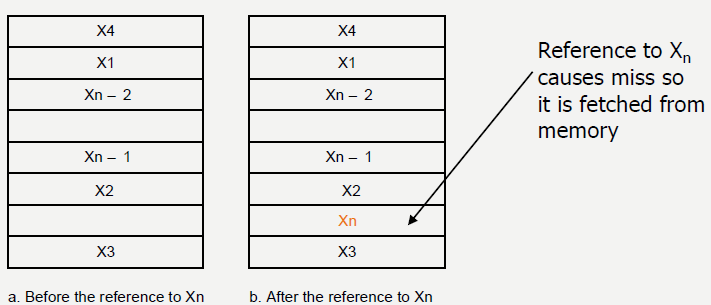 X4
X1
Xn – 2
Xn – 1
X2
X3
a. Before the reference to Xn
X4
X1
Xn – 2
Xn – 1
X2
Xn
X3
b. After the reference to Xn
Reference to Xn
causes miss so
it is fetched from
memory